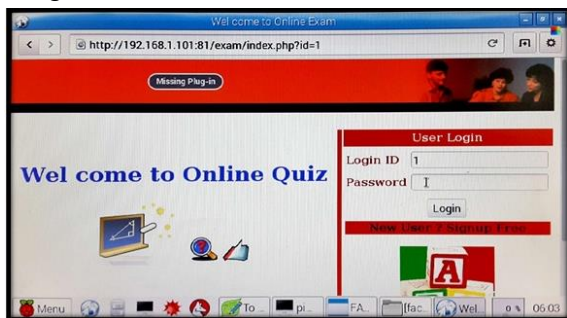 Wel come to Online Exam
http://192.168.1.101:81/exam/index.php?id=1
Missing Plug-in
User Login
Login ID 1
Wel come to Online Quiz
Password
Login
New User ? Signup Free
A
Menu To .. pi.. FA.. [fac.. Wel.. 0 % 06:03